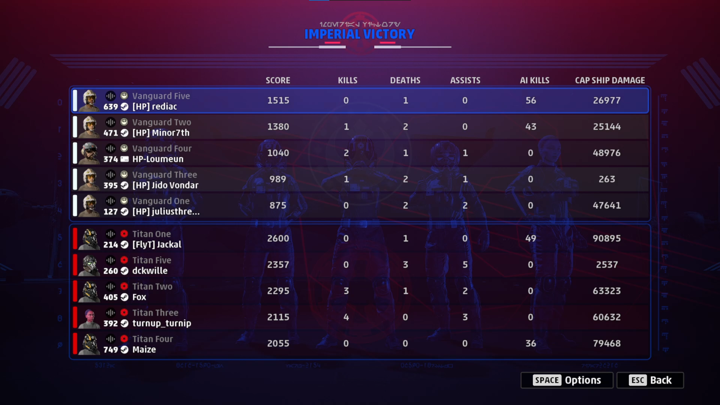 IMPERIAL VICTORY
SCORE KILLS DEATHS ASSISTS AI KILLS CAP SHIP DAMAGE
Vanguard Five
639 [HP] rediac 1515 0 1 0 56 26977
Vanguard Two
471 [HP] Minor7th 1380 1 2 0 43 25144
Vanguard Four
374 HP-Loumeun 1040 2 1 1 0 48976
Vanguard Three
395 [HP] Jido Vondar 989 1 2 1 0 263
Vanguard One
127 [HP] juliusthre... 875 0 2 2 0 47641
Titan One
214 [FlyT] Jackal 2600 0 1 0 49 90895
Titan Five
260 dckwille 2357 0 3 5 0 2537
Titan Two
405 Fox 2295 3 1 2 0 63323
Titan Three
392 turnup_turnip 2115 4 0 3 0 60632
Titan Four
749 Maize 2055 0 0 0 36 79468
SPACE Options ESC Back